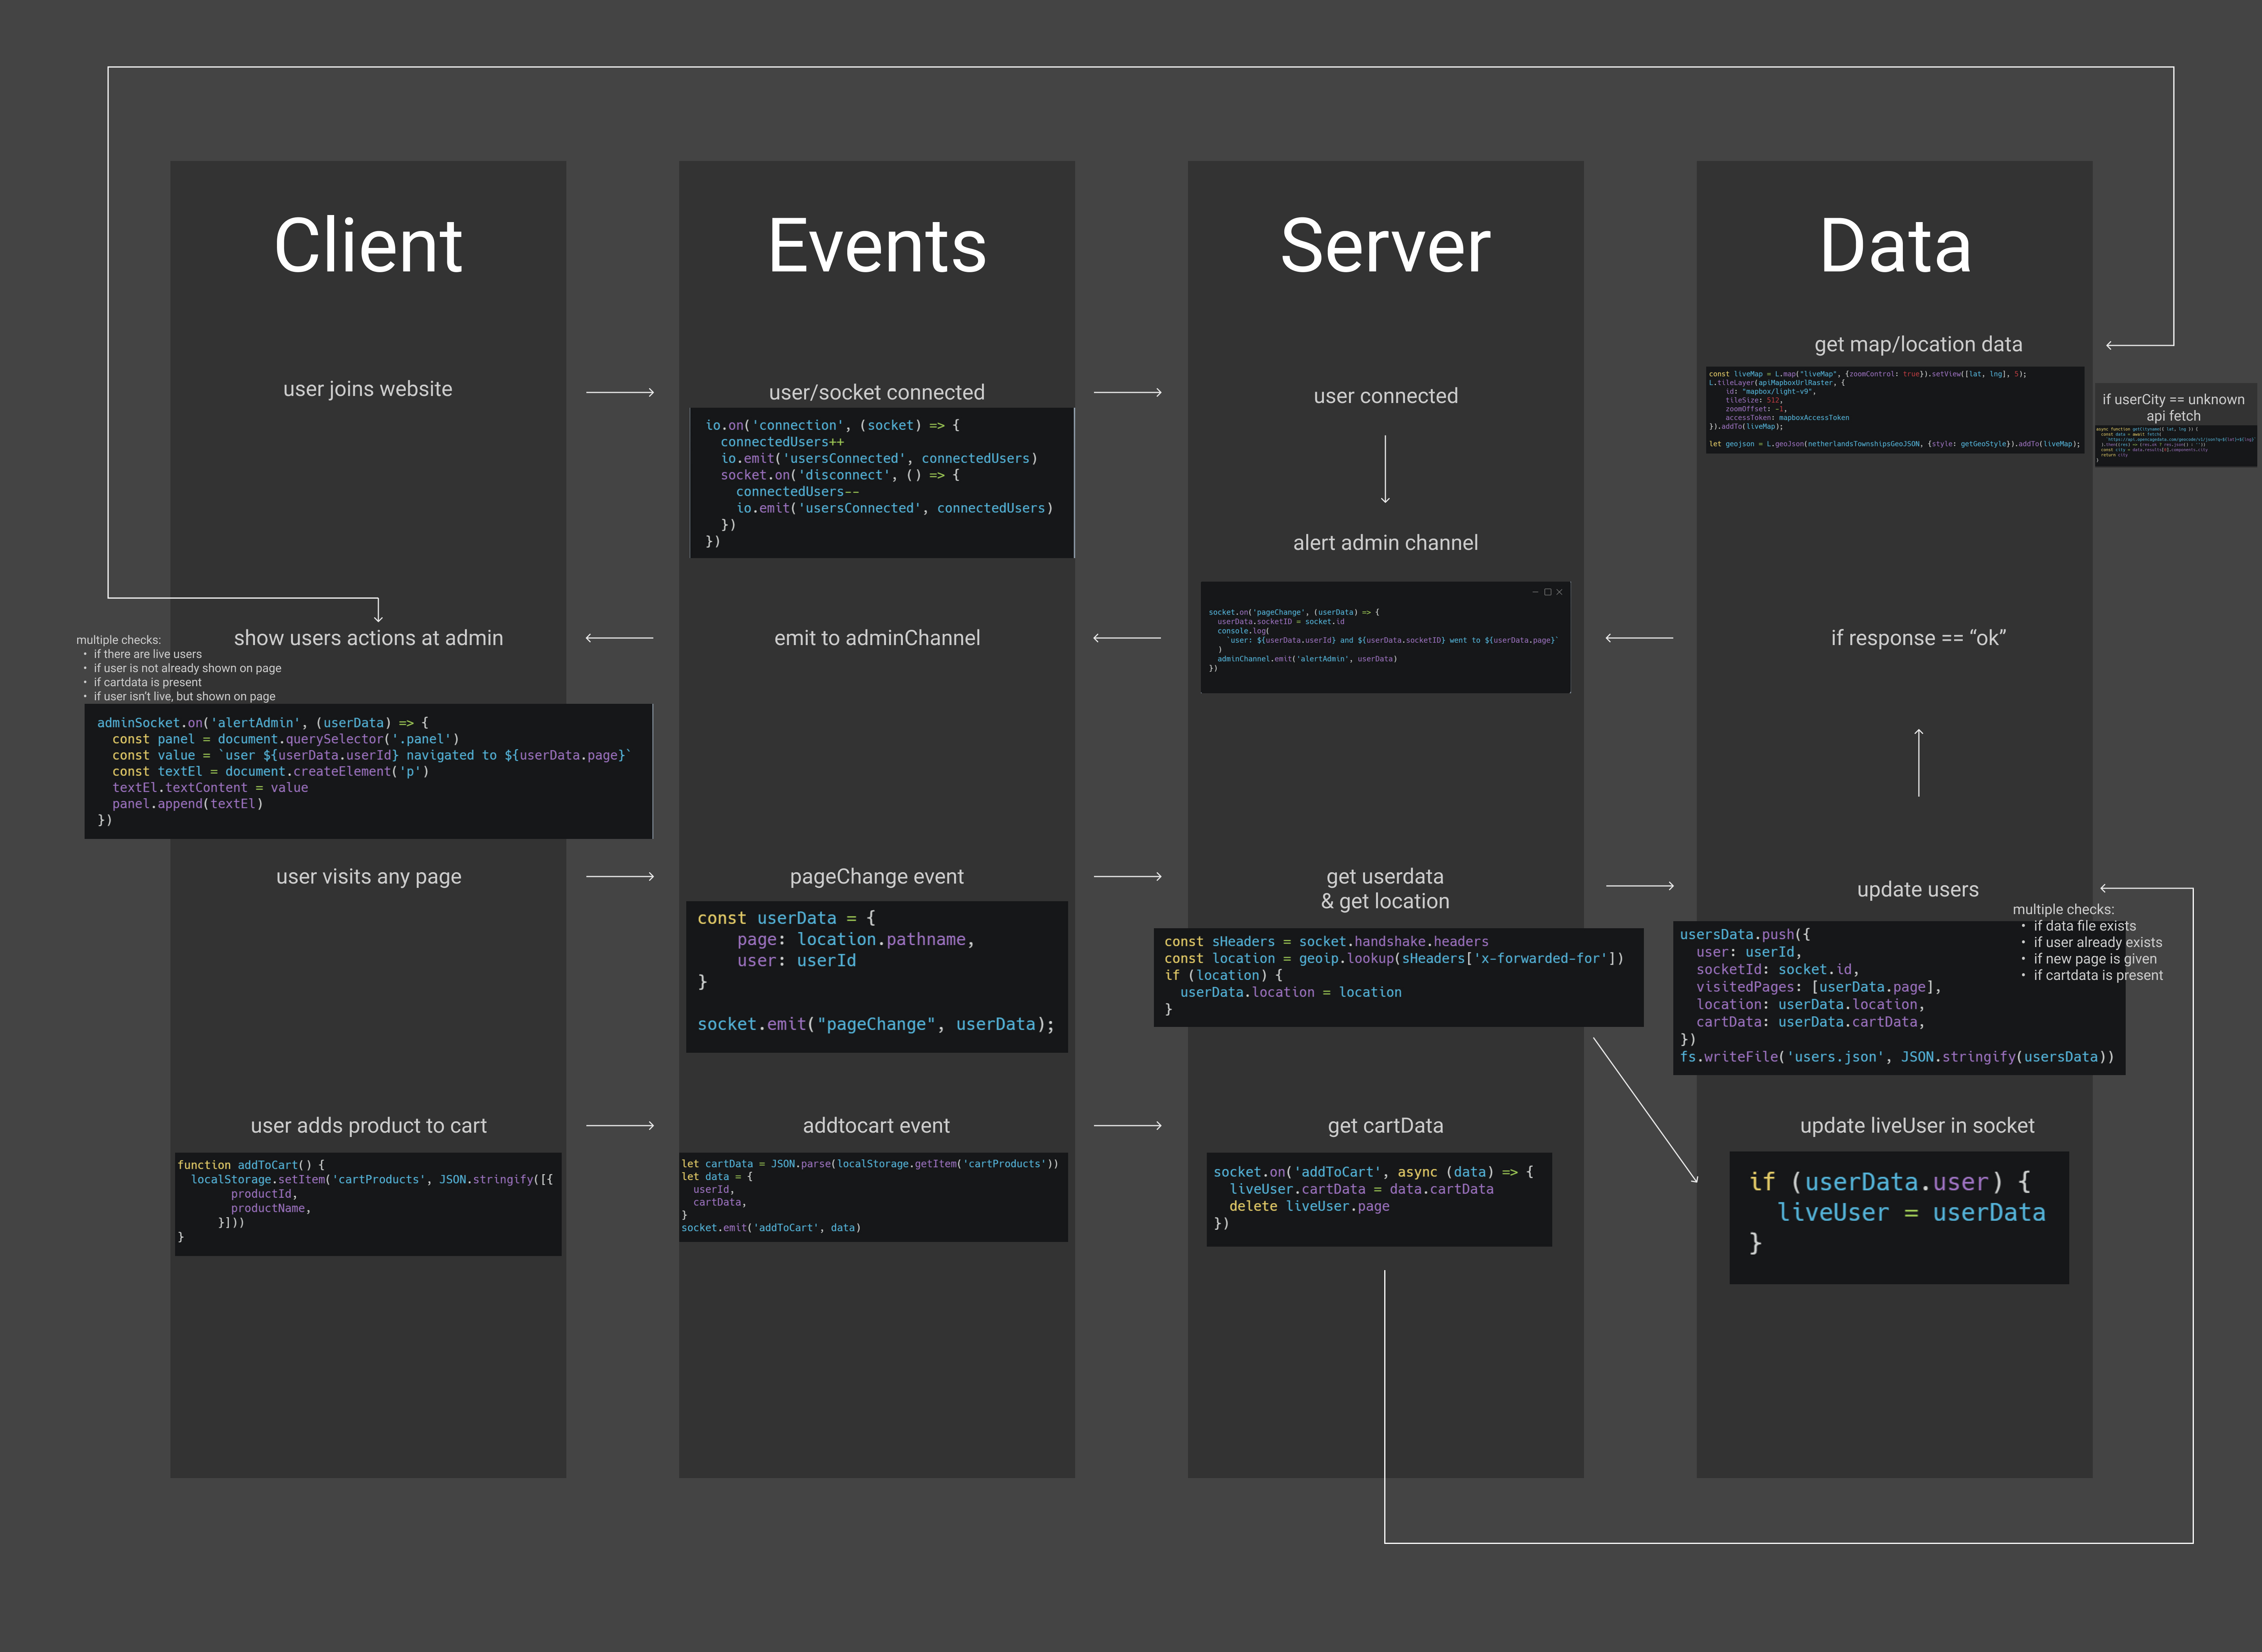 Client
user joins website
show users actions at admin
multiple checks:
• if there are live users
• if user is not already shown on page
• if cartdata is present
• if user isn't live, but shown on page
adminSocket.on('alertAdmin', (userData) => {
const panel = document.querySelector('.panel')
const value = `user ${userData.userId} navigated to ${userData.page}`
const textEl = document.createElement('p')
textEl.textContent = value
panel.append(textEl)
})
user visits any page
user adds product to cart
function addToCart() {
localStorage.setItem('cartProducts', JSON.stringify([{
productId,
productName,
}]))
}
Events
user/socket connected
io.on('connection', (socket) => {
connectedUsers++
io.emit('usersConnected', connectedUsers)
socket.on('disconnect', () => {
connectedUsers--
io.emit('usersConnected', connectedUsers)
})
})
emit to adminChannel
pageChange event
const userData = {
page: location.pathname,
user: userId
}
socket.emit("pageChange", userData);
addtocart event
let cartData = JSON.parse(localStorage.getItem('cartProducts'))
let data = {
userId,
cartData,
}
socket.emit('addToCart', data)
Server
user connected
alert admin channel
socket.on('pageChange', (userData) => {
userData.socketID = socket.id
console.log(
`user: ${userData.userId} and ${userData.socketID} went to ${userData.page}`
)
adminChannel.emit('alertAdmin', userData)
})
get userdata
& get location
const sHeaders = socket.handshake.headers
const location = geoip.lookup(sHeaders['x-forwarded-for'])
if (location) {
userData.location = location
}
get cartData
socket.on('addToCart', async (data) => {
liveUser.cartData = data.cartData
delete liveUser.page
})
Data
get map/location data
const liveMap = L.map("liveMap", {zoomControl: true}).setView([lat, lng], 5);
L.tileLayer(apiMapboxUrlRaster, {
id: "mapbox/light-v9",
tileSize: 512,
zoomOffset: -1,
accessToken: mapboxAccessToken
}).addTo(liveMap);
let geojson = L.geoJson(netherlandsTownshipsGeoJSON, {style: getGeoStyle}).addTo(liveMap);
if userCity == unknown
api fetch
const data = await fetch(
const city = data.results[0].components.city
return city
}
if response == “ok”
update users
multiple checks:
• if data file exists
• if user already exists
• if new page is given
• if cartdata is present
usersData.push({
user: userId,
socketId: socket.id,
visitedPages: [userData.page],
location: userData.location,
cartData: userData.cartData,
})
fs.writeFile('users.json', JSON.stringify(usersData))
update liveUser in socket
if (userData.user) {
liveUser = userData
}